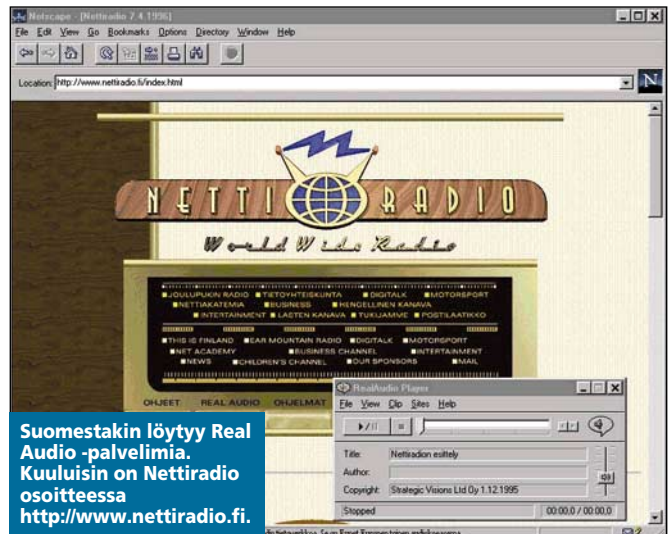 Netscape - [Nettiradio 7.4.1996]
File Edit View Go Bookmarks Options Directory Window Help
Location: http://www.nettiradio.fi/index.html
N
NETTI RADIO
World Wide Radio
JOULUPUKIN RADIO TIETOYHTEISKUNTA DIGITALK MOTORSPORT
NETTIAKATEMIA BUSINESS HENGELLINEN KANAVA
INTERTAINMENT LASTEN KANAVA TUKIJAMME POSTILAATIKKO
THIS IS FINLAND EAR MOUNTAIN RADIO DIGITALK MOTORSPORT
NET ACADEMY BUSINESS CHANNEL INTERTAINMENT
NEWS CHILDREN'S CHANNEL OUR SPONSORS MAIL
OHJEET REAL AUDIO OHJELMAT
RealAudio Player
File View Clip Sites Help
Title: Nettiradion esittely
Author:
Copyright: Strategic Visions Ltd Oy 1.12.1995
Stopped 00:00,0 / 00:00,0
Suomestakin löytyy Real
Audio -palvelimia.
Kuuluisin on Nettiradio
osoitteessa
http://www.nettiradio.fi.